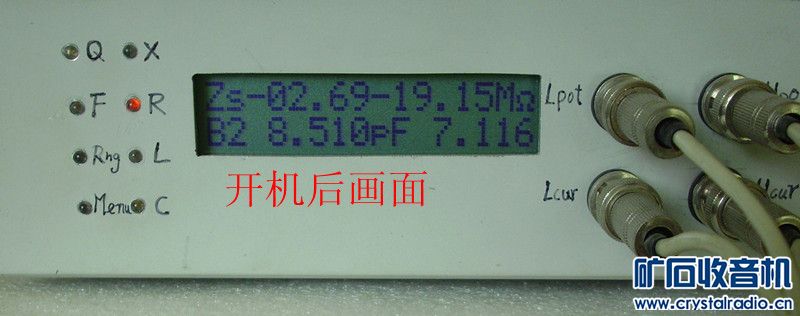 Q X
F R
Rng L
Menu C
Zs-02.69-19.15MΩ
B2 8.510pF 7.116
开机后画面
Lpot
Lcur
Hcur
矿石收音机
www.crystalradio.cn